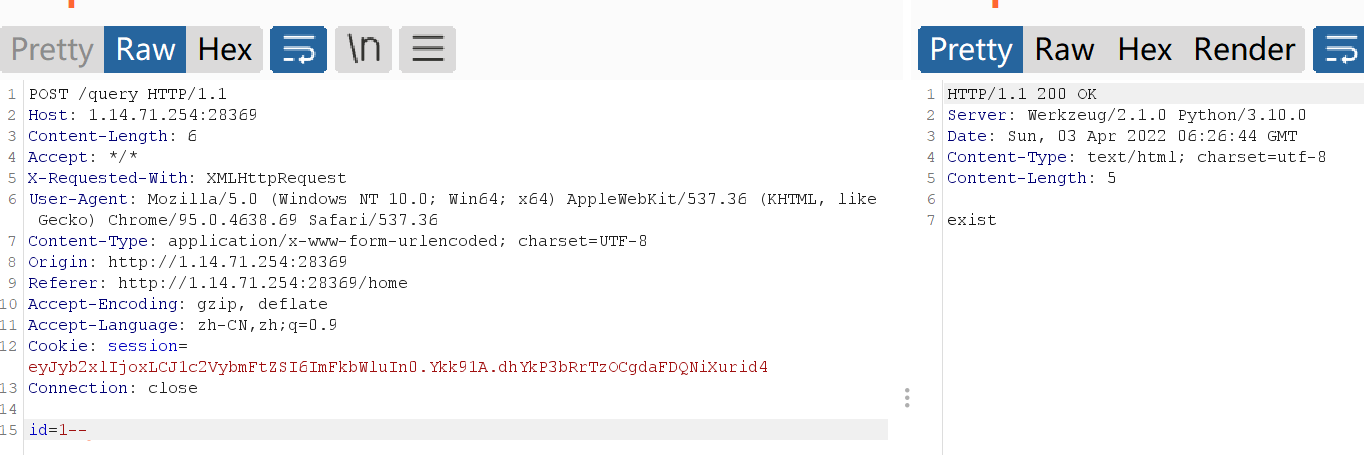 Pretty Raw Hex \n
1 POST /query HTTP/1.1
2 Host: 1.14.71.254:28369
3 Content-Length: 6
4 Accept: */*
5 X-Requested-With: XMLHttpRequest
6 User-Agent: Mozilla/5.0 (Windows NT 10.0; Win64; x64) AppleWebKit/537.36 (KHTML, like
Gecko) Chrome/95.0.4638.69 Safari/537.36
7 Content-Type: application/x-www-form-urlencoded; charset=UTF-8
8 Origin: http://1.14.71.254:28369
9 Referer: http://1.14.71.254:28369/home
10 Accept-Encoding: gzip, deflate
11 Accept-Language: zh-CN,zh;q=0.9
12 Cookie: session=
eyJyb2xlIjoxLCJ1c2VybmFtZSI6ImFkbWluIn0.Ykk91A.dhYkP3bRrTzOCgdaFDQNiXurid4
13 Connection: close
14
15 id=1--
Pretty Raw Hex Render
1 HTTP/1.1 200 OK
2 Server: Werkzeug/2.1.0 Python/3.10.0
3 Date: Sun, 03 Apr 2022 06:26:44 GMT
4 Content-Type: text/html; charset=utf-8
5 Content-Length: 5
6
7 exist